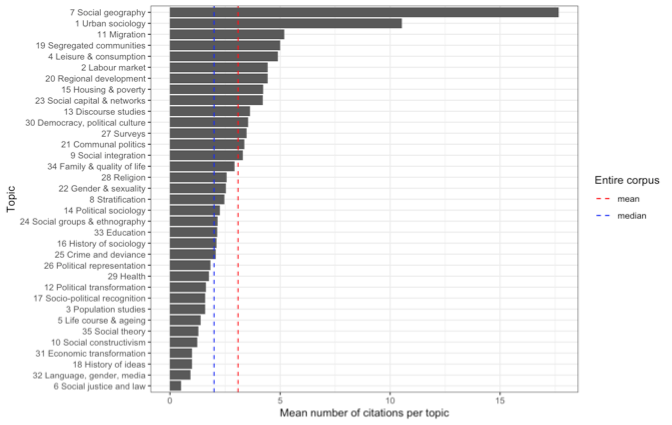 7 Social geography
1 Urban sociology
11 Migration
19 Segregated communities
4 Leisure & consumption
2 Labour market
20 Regional development
15 Housing & poverty
23 Social capital & networks
13 Discourse studies
30 Democracy, political culture
27 Surveys
21 Communal politics
9 Social integration
34 Family & quality of life
28 Religion
22 Gender & sexuality
8 Stratification
14 Political sociology
24 Social groups & ethnography
33 Education
16 History of sociology
25 Crime and deviance
26 Political representation
29 Health
12 Political transformation
17 Socio-political recognition
3 Population studies
5 Life course & ageing
35 Social theory
10 Social constructivism
31 Economic transformation
18 History of ideas
32 Language, gender, media
6 Social justice and law
Topic
0 5 10 15
Mean number of citations per topic
Entire corpus
mean
median